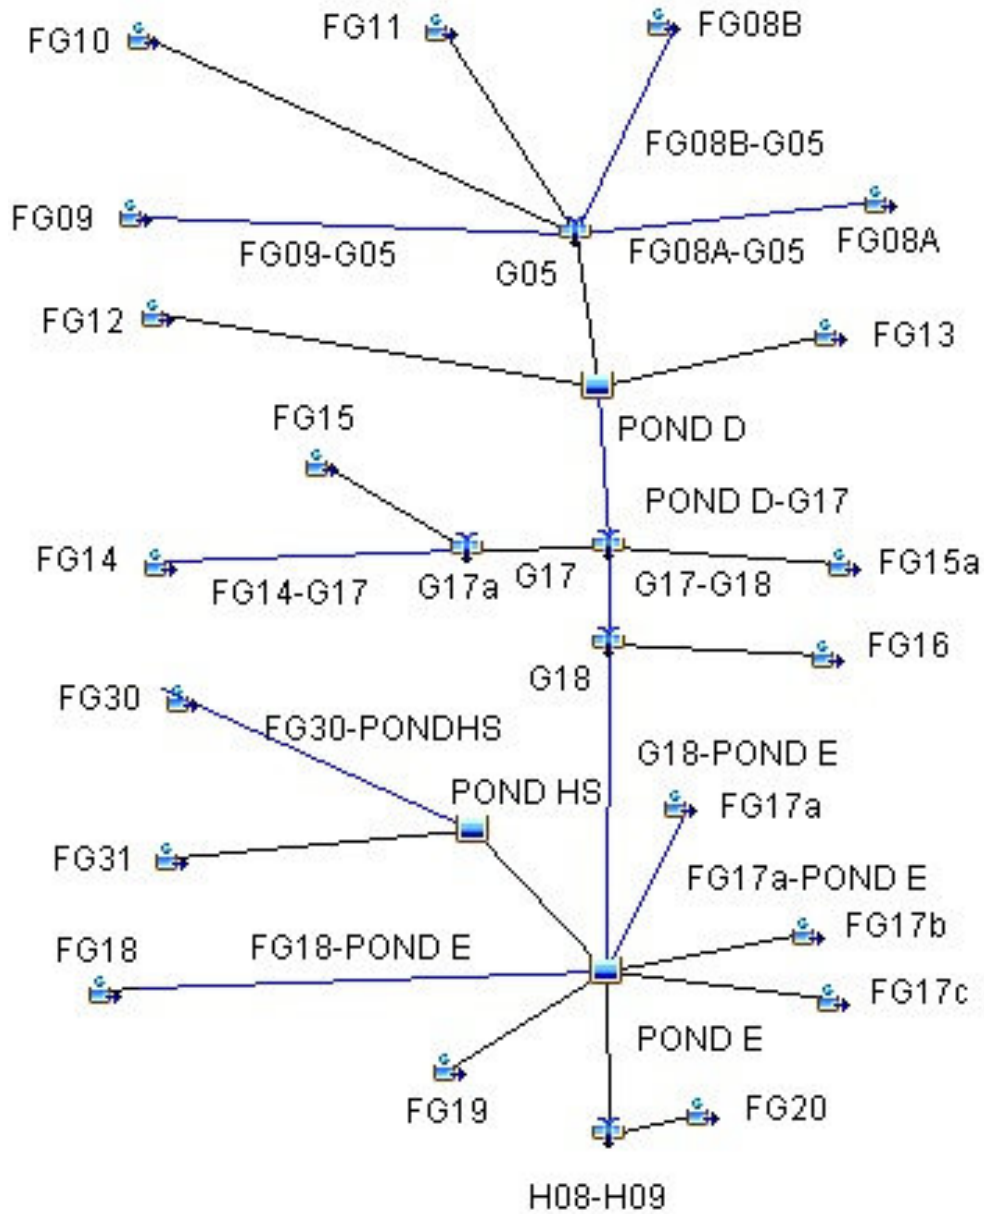 FG10
FG11
FG08B
FG08B-G05
FG09
FG09-G05
G05
FG08A-G05
FG08A
FG12
FG13
POND D
FG15
POND D-G17
FG14
FG14-G17
G17a
G17
G17-G18
FG15a
G18
FG16
FG30
FG30-PONDHS
G18-POND E
POND HS
FG17a
FG31
FG17a-POND E
FG17b
FG18
FG18-POND E
FG17c
POND E
FG19
FG20
H08-H09